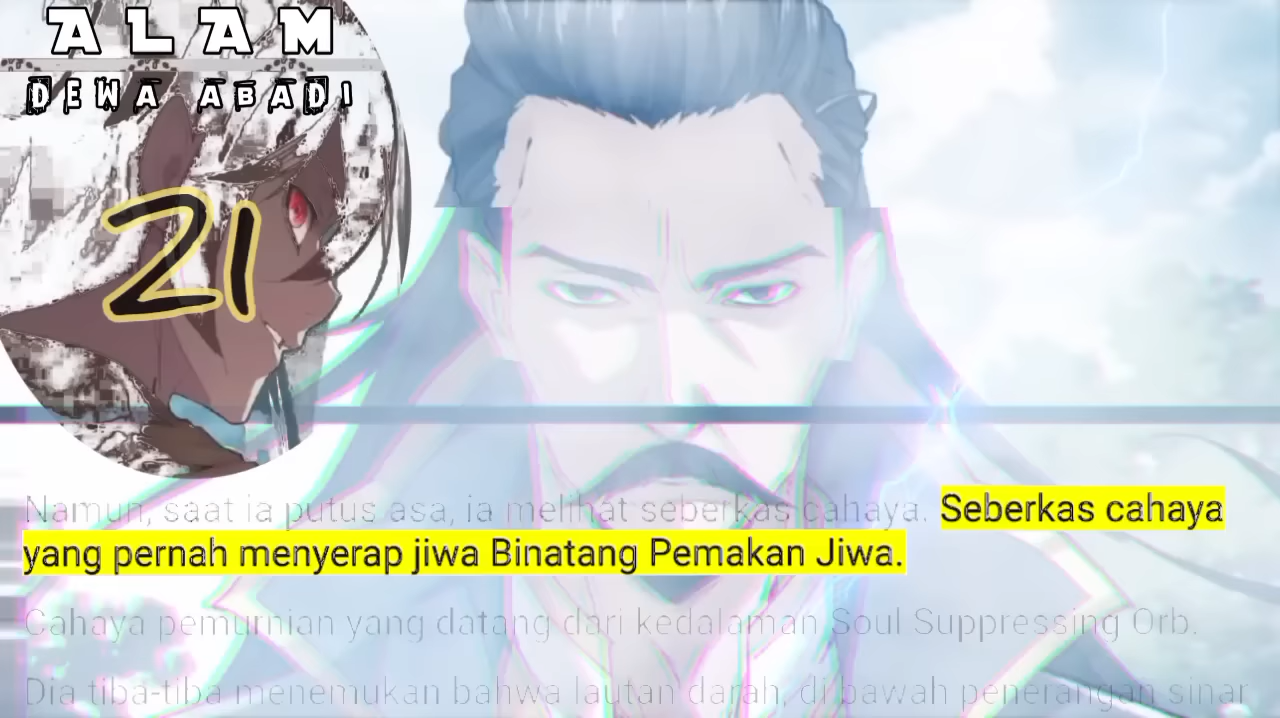 ALAM
DEWA ABADI
21
Namun, saat ia putus asa, ia melihat seberkas cahaya. Seberkas cahaya
yang pernah menyerap jiwa Binatang Pemakan Jiwa.
Cahaya pemurnian yang datang dari kedalaman Soul Suppressing Orb.
Dia tiba-tiba menemukan bahwa lautan darah, di bawah penerangan sinar